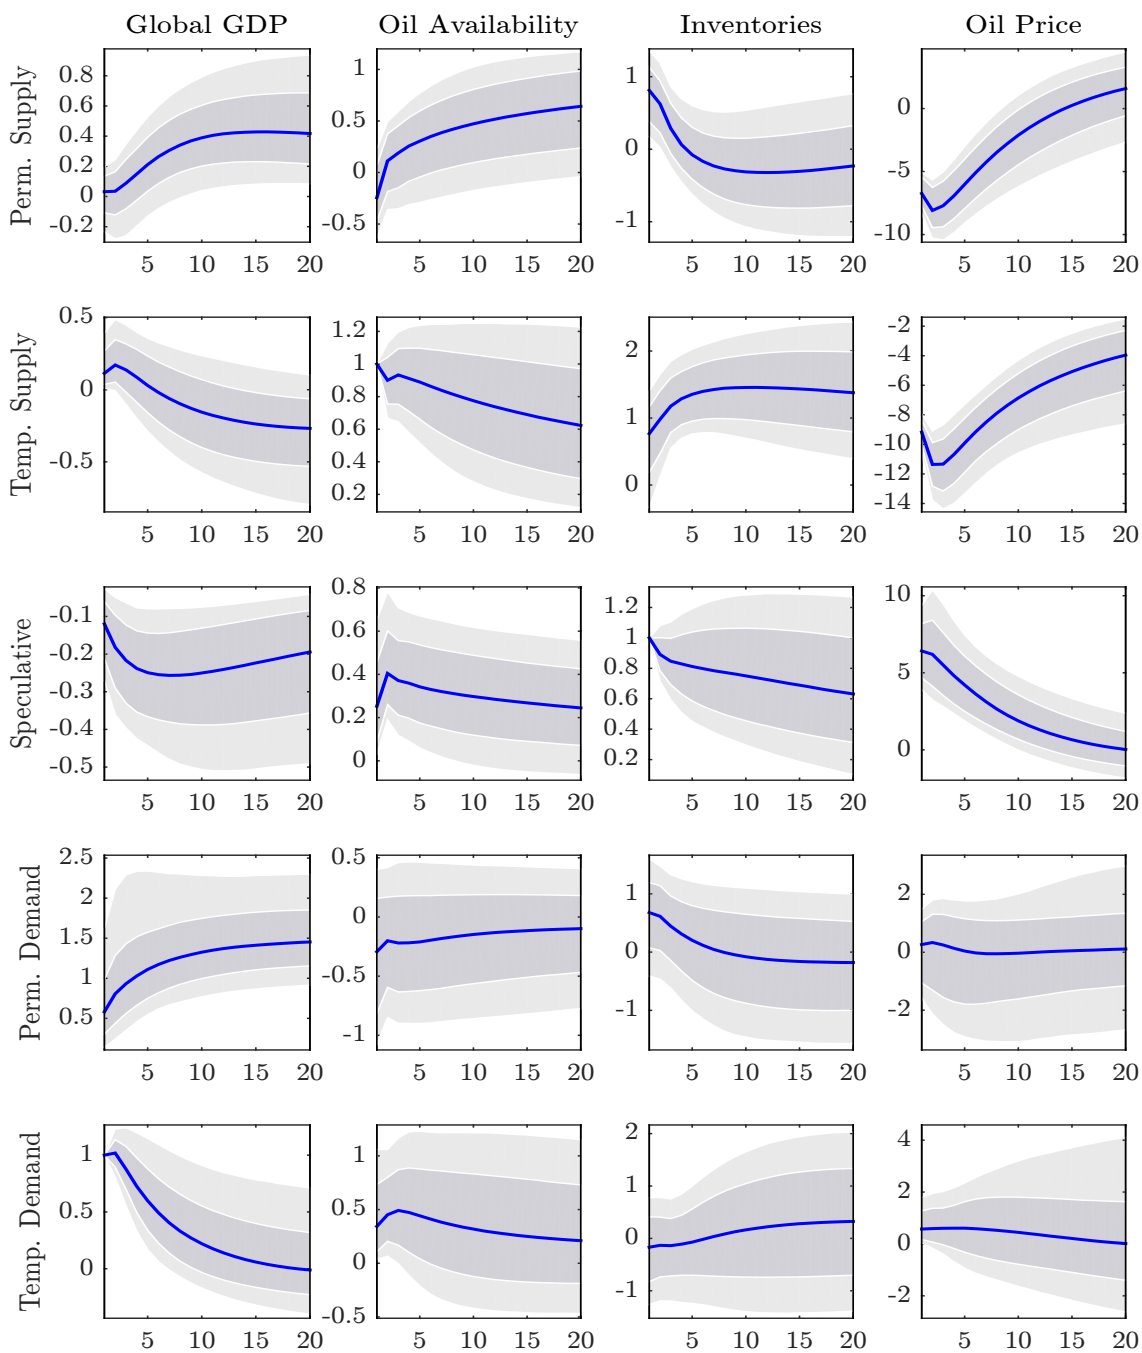 Global GDP Oil Availability Inventories Oil Price
Perm. Supply
0.8 0.6 0.4 0.2 0 -0.2
1 0.5 0 -0.5
1 0 -1
0 -5 -10
5 10 15 20 5 10 15 20 5 10 15 20 5 10 15 20
Temp. Supply
0.5 0 -0.5
1.2 1 0.8 0.6 0.4 0.2
2 1 0
-2 -4 -6 -8 -10 -12 -14
5 10 15 20 5 10 15 20 5 10 15 20 5 10 15 20
Speculative
-0.1 -0.2 -0.3 -0.4 -0.5
0.8 0.6 0.4 0.2 0
1.2 1 0.8 0.6 0.4 0.2
10 5 0
5 10 15 20 5 10 15 20 5 10 15 20 5 10 15 20
Perm. Demand
2.5 2 1.5 1 0.5
0.5 0 -0.5 -1
1 0 -1
2 0 -2
5 10 15 20 5 10 15 20 5 10 15 20 5 10 15 20
Temp. Demand
1 0.5 0
1 0.5 0 -0.5
2 1 0 -1
4 2 0 -2
5 10 15 20 5 10 15 20 5 10 15 20 5 10 15 20